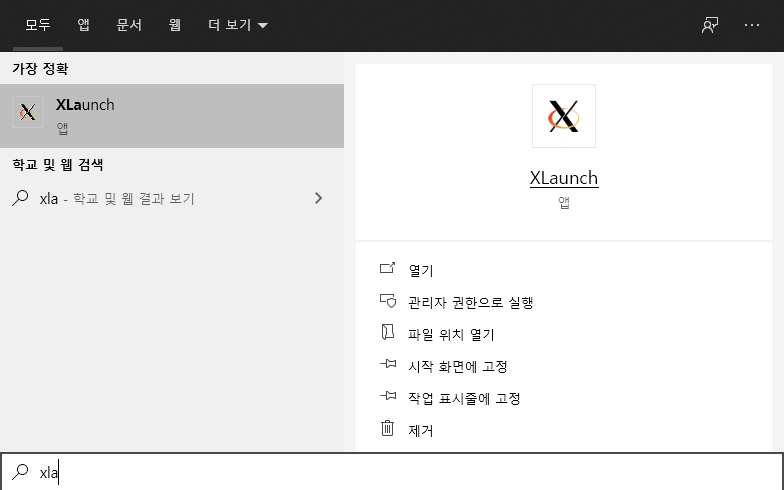 모두 앱 문서 웹 더 보기
가장 정확
XLaunch
앱
학교 및 웹 검색
xla - 학교 및 웹 결과 보기
XLaunch
앱
열기
관리자 권한으로 실행
파일 위치 열기
시작 화면에 고정
작업 표시줄에 고정
제거
xla